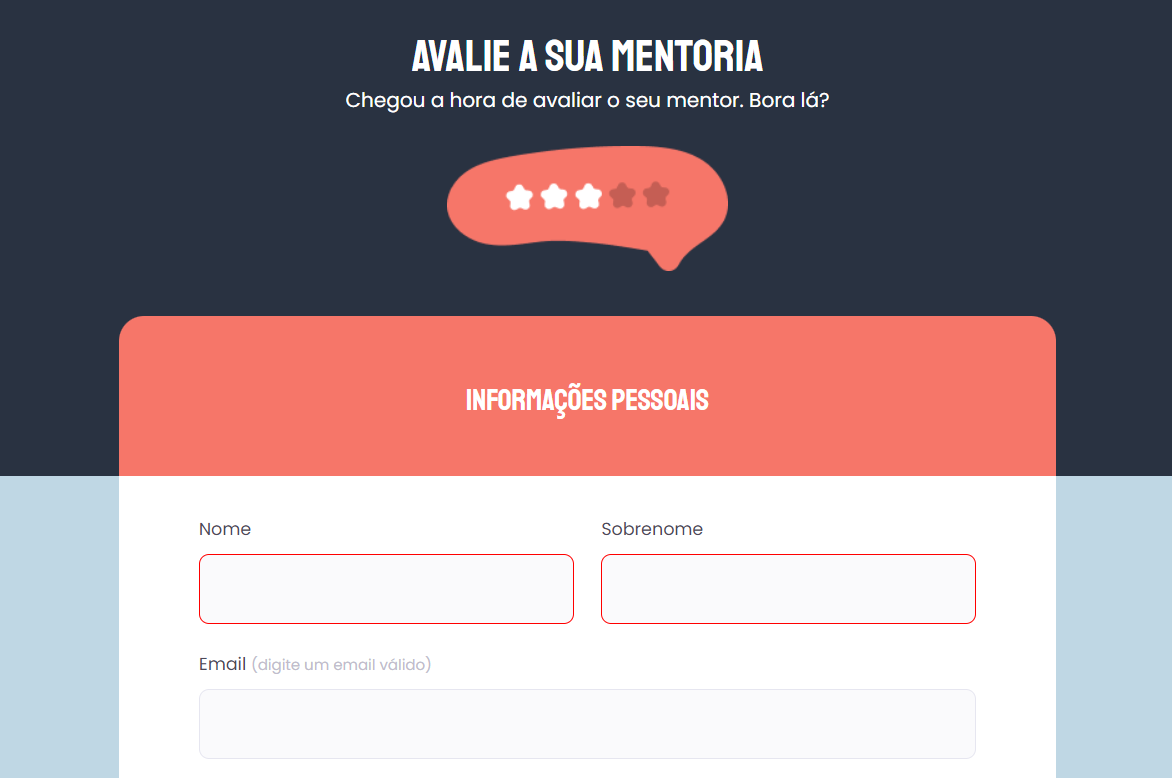 AVALIE A SUA MENTORIA
Chegou a hora de avaliar o seu mentor. Bora lá?
INFORMAÇÕES PESSOAIS
Nome
Sobrenome
Email (digite um email válido)